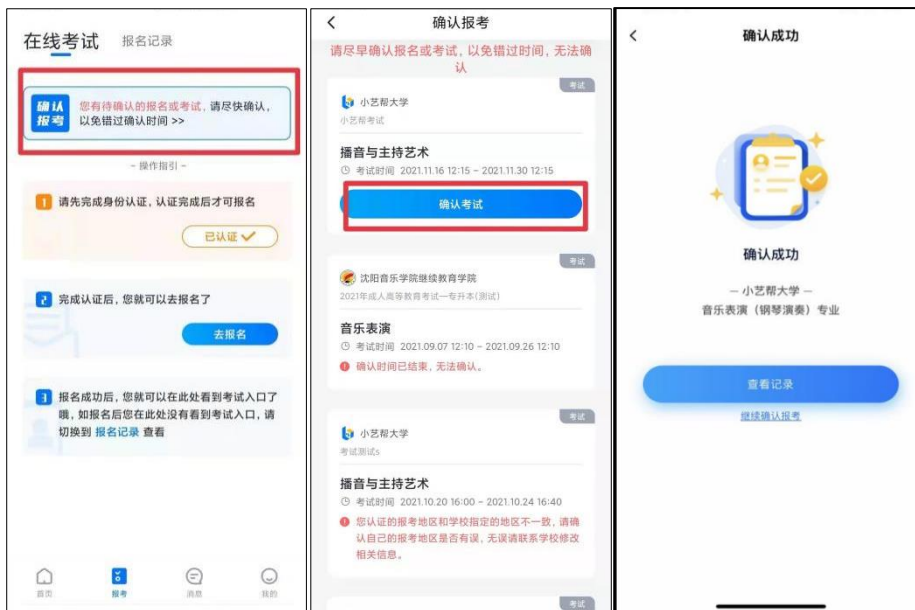 在线考试 报名记录
确认
报考
您有待确认的报名或考试，请尽快确认，
以免错过确认时间 >>
– 操作指引 –
1 请先完成身份认证，认证完成后才可报名
已认证
2 完成认证后，您就可以去报名了
去报名
3 报名成功后，您就可以在此处看到考试入口了
哦，如报名后您在此处没有看到考试入口，请
切换到 报名记录 查看
首页 报考 消息 我的
确认报考
请尽早确认报名或考试，以免错过时间，无法确
认
考试
小艺帮大学
小艺帮考试
播音与主持艺术
考试时间 2021.11.16 12:15 – 2021.11.30 12:15
确认考试
考试
沈阳音乐学院继续教育学院
2021年成人高等教育考试—专升本(测试)
音乐表演
考试时间 2021.09.07 12:10 – 2021.09.26 12:10
确认时间已结束，无法确认。
考试
小艺帮大学
考试测试s
播音与主持艺术
考试时间 2021.10.20 16:00 – 2021.10.24 16:40
您认证的报考地区和学校指定的地区不一致，请确
认自己的报考地区是否有误，无误请联系学校修改
相关信息。
考试
确认成功
确认成功
— 小艺帮大学 —
音乐表演（钢琴演奏）专业
查看记录
继续确认报考